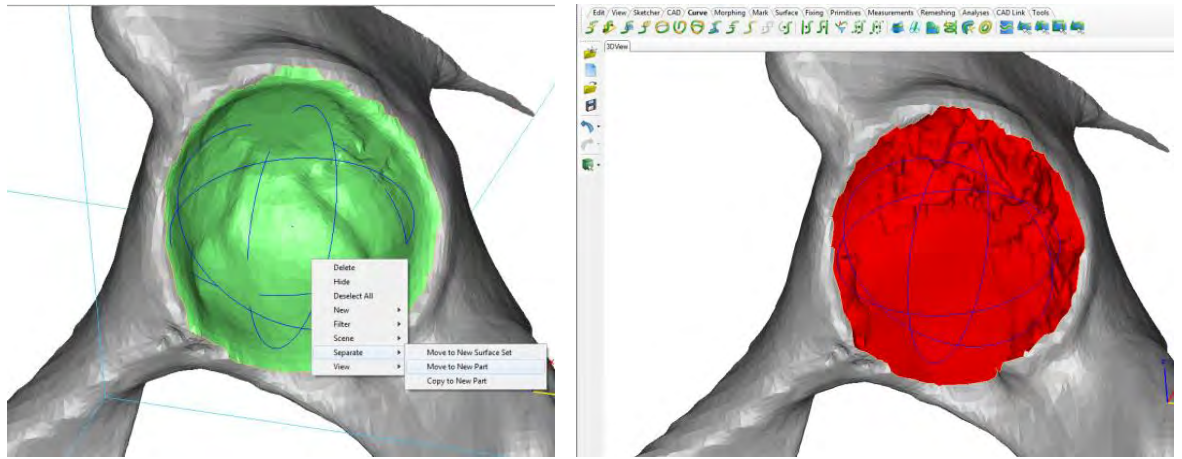 Delete
Hide
Deselect All
New
Filter
Scene
Separate
View
Move to New Surface Set
Move to New Part
Copy to New Part
Edit View Sketcher CAD Curve Morphing Mark Surface Fixing Primitives Measurements Remeshing Analyses CAD Link Tools
3DView